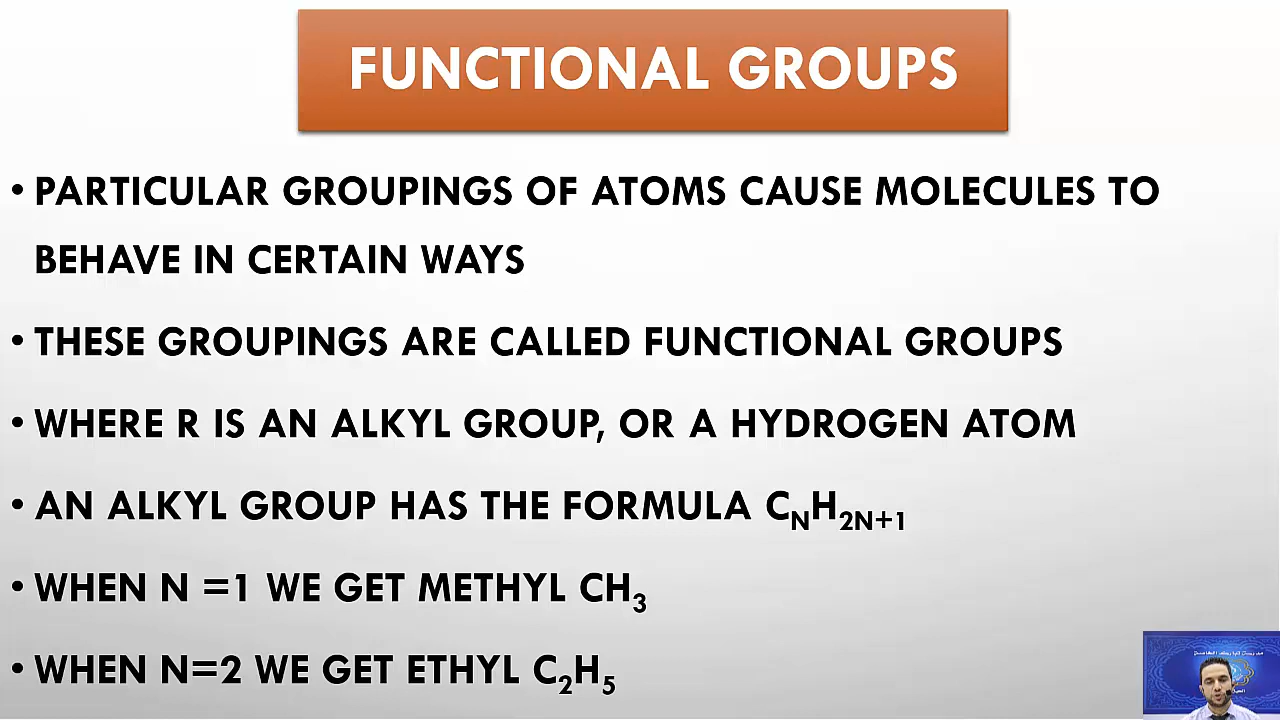 FUNCTIONAL GROUPS
• PARTICULAR GROUPINGS OF ATOMS CAUSE MOLECULES TO
BEHAVE IN CERTAIN WAYS
• THESE GROUPINGS ARE CALLED FUNCTIONAL GROUPS
• WHERE R IS AN ALKYL GROUP, OR A HYDROGEN ATOM
• AN ALKYL GROUP HAS THE FORMULA CₙH₂ₙ₊₁
• WHEN N =1 WE GET METHYL CH₃
• WHEN N=2 WE GET ETHYL C₂H₅